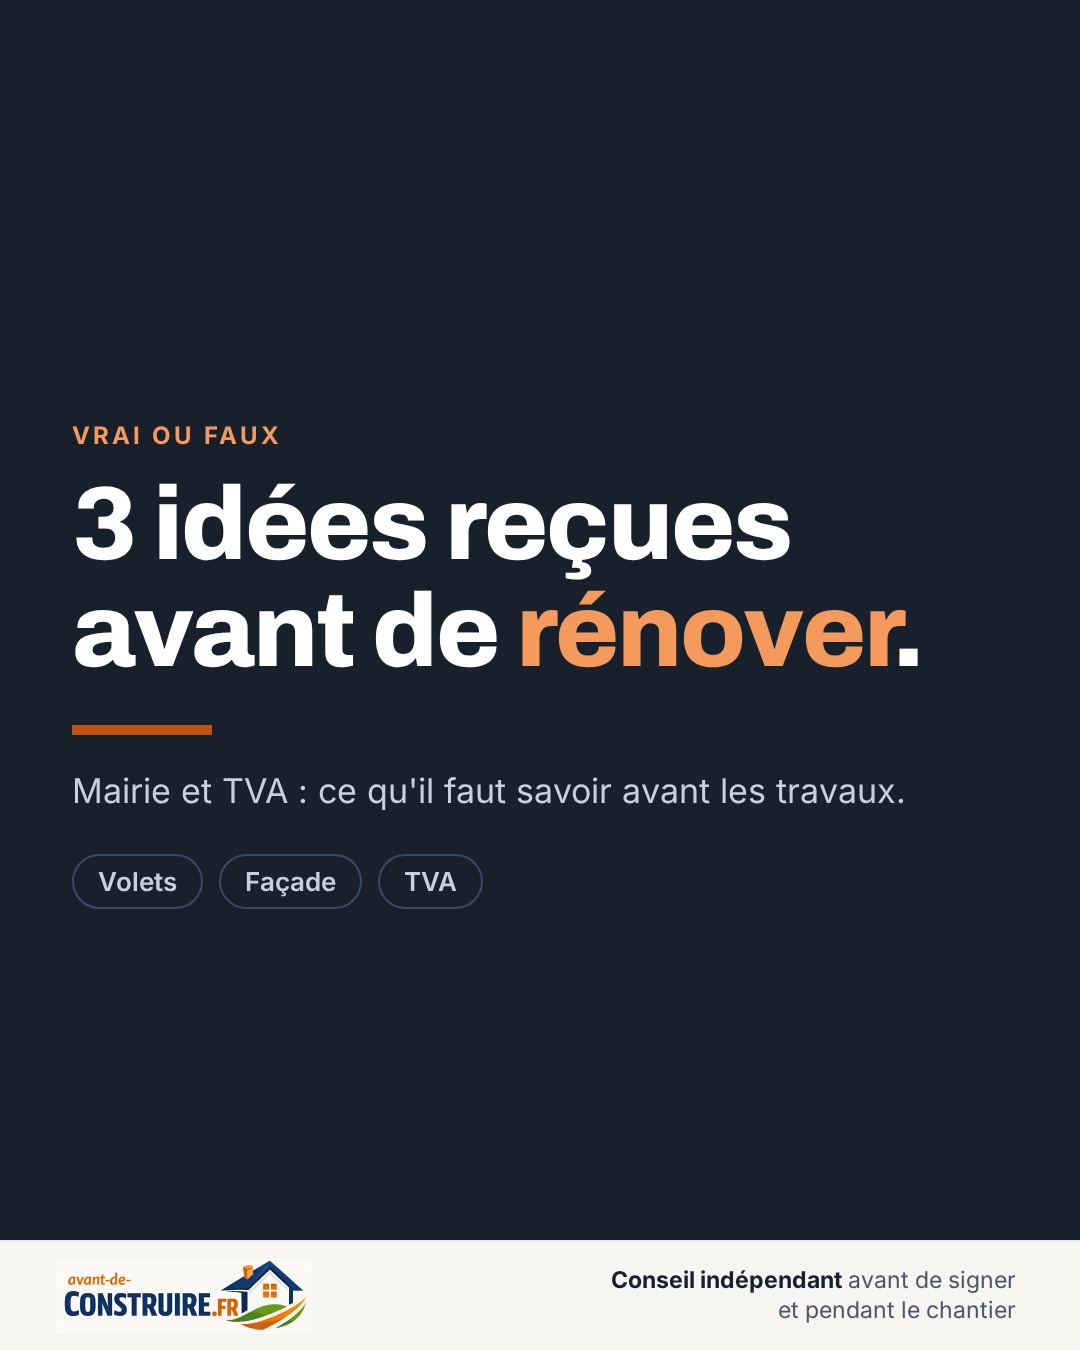 VRAI OU FAUX
3 idées reçues
avant de rénover.
Mairie et TVA : ce qu'il faut savoir avant les travaux.
Volets
Façade
TVA
avant-de-
CONSTRUIRE.FR
Conseil indépendant avant de signer
et pendant le chantier